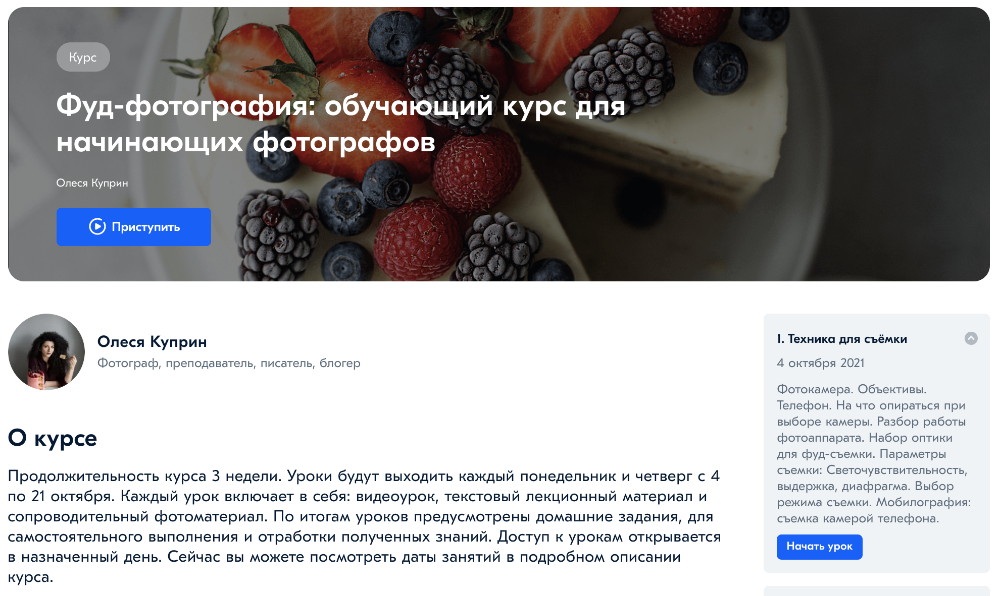 Курс
Фуд-фотография: обучающий курс для
начинающих фотографов
Олеся Куприн
Приступить
Олеся Куприн
Фотограф, преподаватель, писатель, блогер
О курсе
Продолжительность курса 3 недели. Уроки будут выходить каждый понедельник и четверг с 4
по 21 октября. Каждый урок включает в себя: видеоурок, текстовый лекционный материал и
сопроводительный фотоматериал. По итогам уроков предусмотрены домашние задания, для
самостоятельного выполнения и отработки полученных знаний. Доступ к урокам открывается
в назначенный день. Сейчас вы можете посмотреть даты занятий в подробном описании
курса.
1. Техника для съёмки
4 октября 2021
Фотокамера. Объективы.
Телефон. На что опираться при
выборе камеры. Разбор работы
фотоаппарата. Набор оптики
для фуд-съемки. Параметры
съемки: Светочувствительность,
выдержка, диафрагма. Выбор
режима съемки. Мобилография:
съемка камерой телефона.
Начать урок